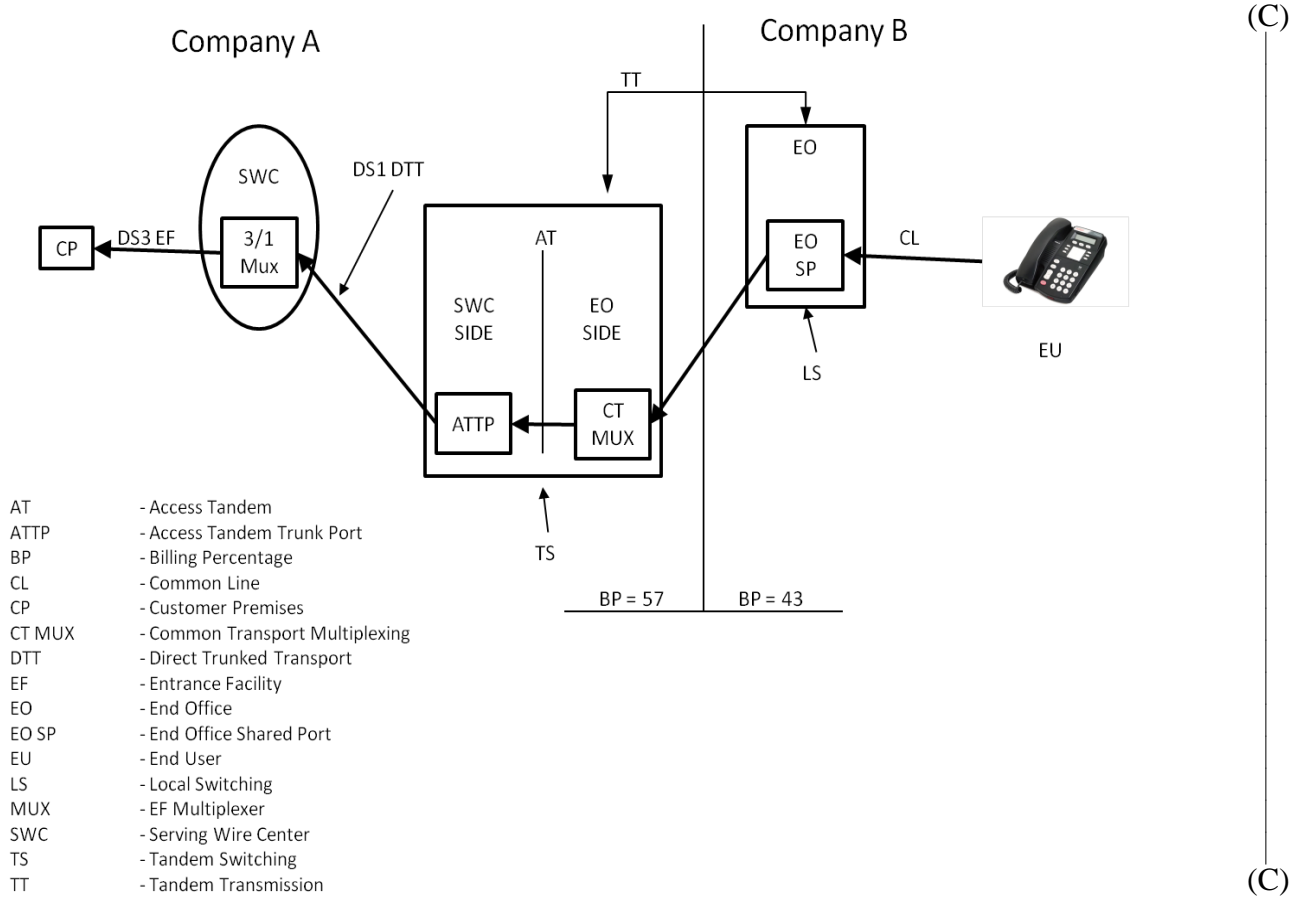 (C)
Company A
Company B
TT
EO
SWC
DS1 DTT
CP
DS3 EF
3/1
Mux
AT
EO
SP
CL
SWC
SIDE
EO
SIDE
EU
LS
ATTP
CT
MUX
TS
BP = 57
BP = 43
AT - Access Tandem
ATTP - Access Tandem Trunk Port
BP - Billing Percentage
CL - Common Line
CP - Customer Premises
CT MUX - Common Transport Multiplexing
DTT - Direct Trunked Transport
EF - Entrance Facility
EO - End Office
EO SP - End Office Shared Port
EU - End User
LS - Local Switching
MUX - EF Multiplexer
SWC - Serving Wire Center
TS - Tandem Switching
TT - Tandem Transmission
(C)